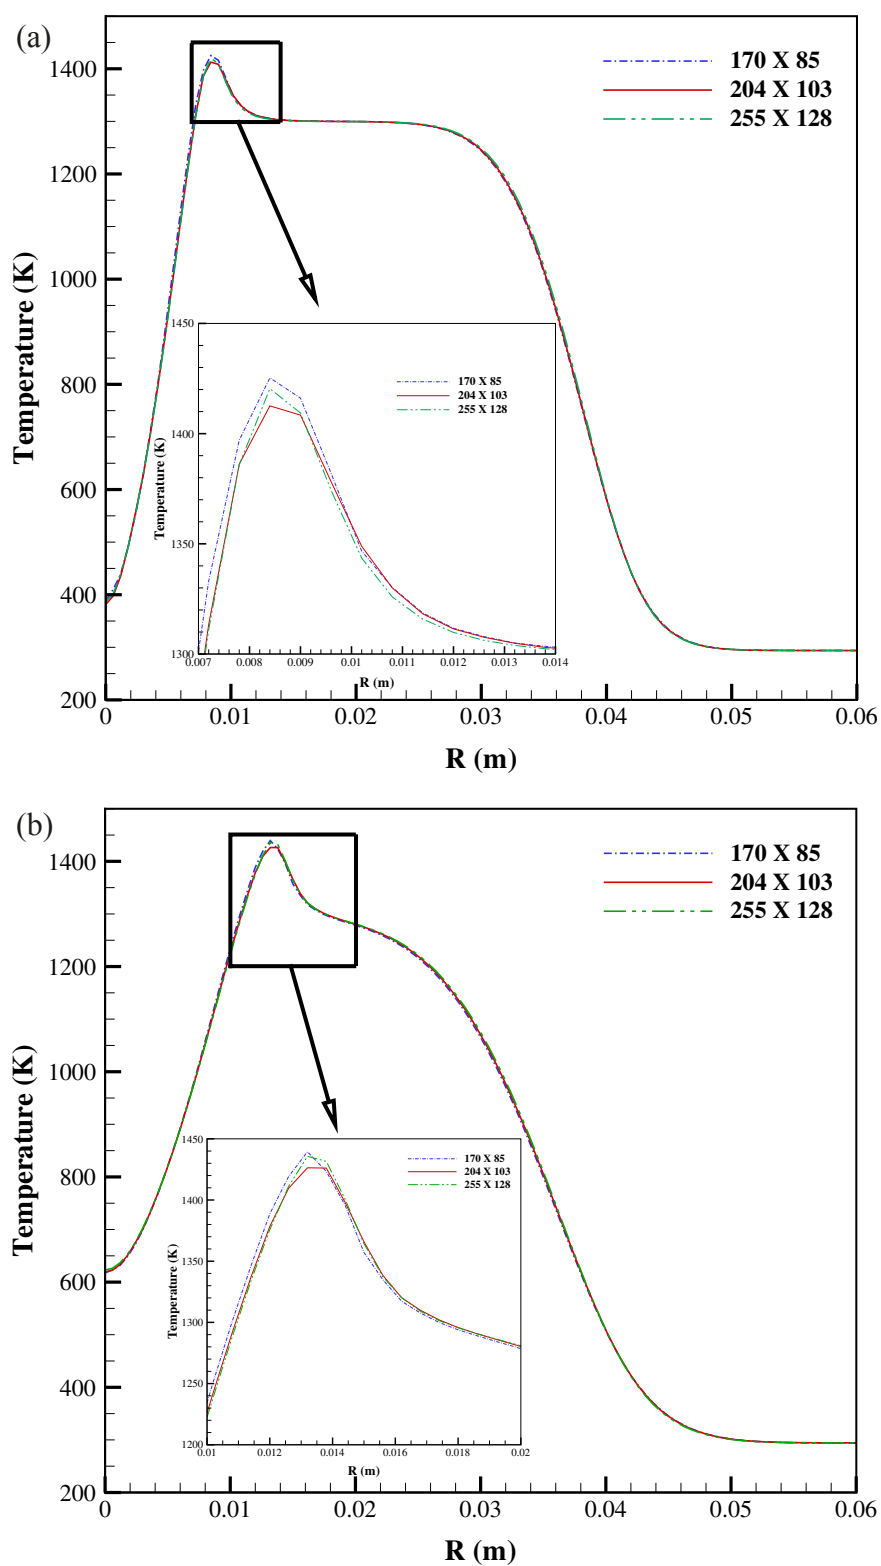 (a)
1400
1200
1000
800
600
400
200
Temperature (K)
170 X 85
204 X 103
255 X 128
1450
1400
1350
1300
Temperature (K)
170 X 85
204 X 103
255 X 128
0.007 0.008 0.009 0.01 0.011 0.012 0.013 0.014
R (m)
0 0.01 0.02 0.03 0.04 0.05 0.06
R (m)
(b)
1400
1200
1000
800
600
400
200
Temperature (K)
170 X 85
204 X 103
255 X 128
1450
1400
1350
1300
1250
1200
Temperature (K)
170 X 85
204 X 103
255 X 128
0.01 0.012 0.014 0.016 0.018 0.02
R (m)
0 0.01 0.02 0.03 0.04 0.05 0.06
R (m)